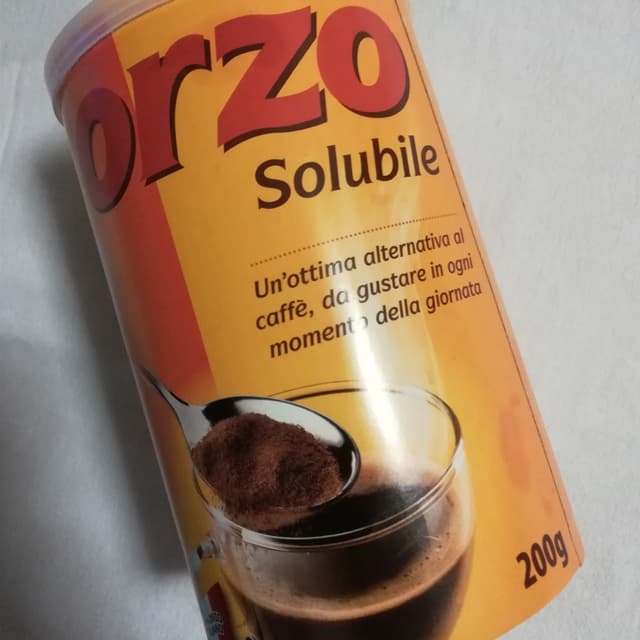 orzo
Solubile
Un'ottima alternativa al
caffè, da gustare in ogni
momento della giornata
200g